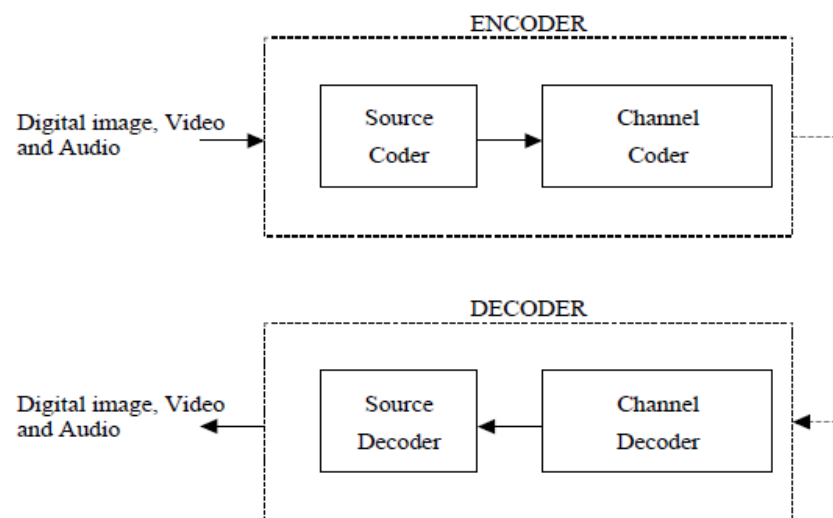 ENCODER
Digital image, Video
and Audio
Source
Coder
Channel
Coder
DECODER
Digital image, Video
and Audio
Source
Decoder
Channel
Decoder